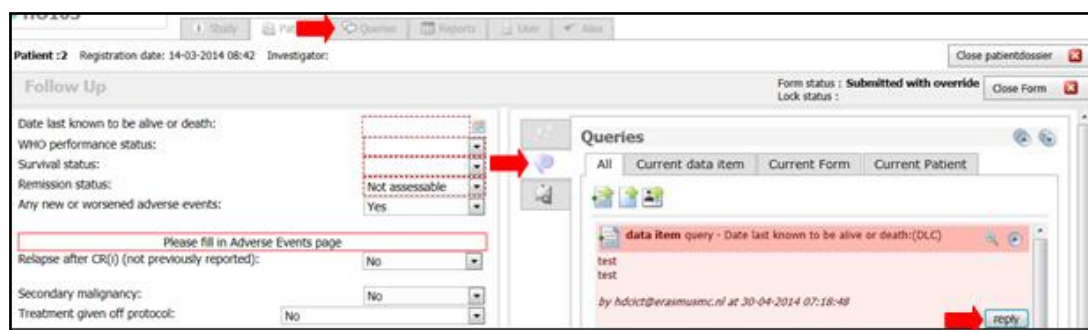 HO103
Study Queries Reports User Alea
Patient :2 Registration date: 14-03-2014 08:42 Investigator:
Close patientdossier
Follow Up
Form status : Submitted with override
Lock status :
Close Form
Date last known to be alive or death:
WHO performance status:
Survival status:
Remission status: Not assessable
Any new or worsened adverse events: Yes
Please fill in Adverse Events page
Relapse after CR(i) (not previously reported): No
Secondary malignancy: No
Treatment given off protocol: No
Queries
All Current data item Current Form Current Patient
data item query - Date last known to be alive or death:(DLC)
test
test
by hdcict@erasmusmc.nl at 30-04-2014 07:18:48
reply